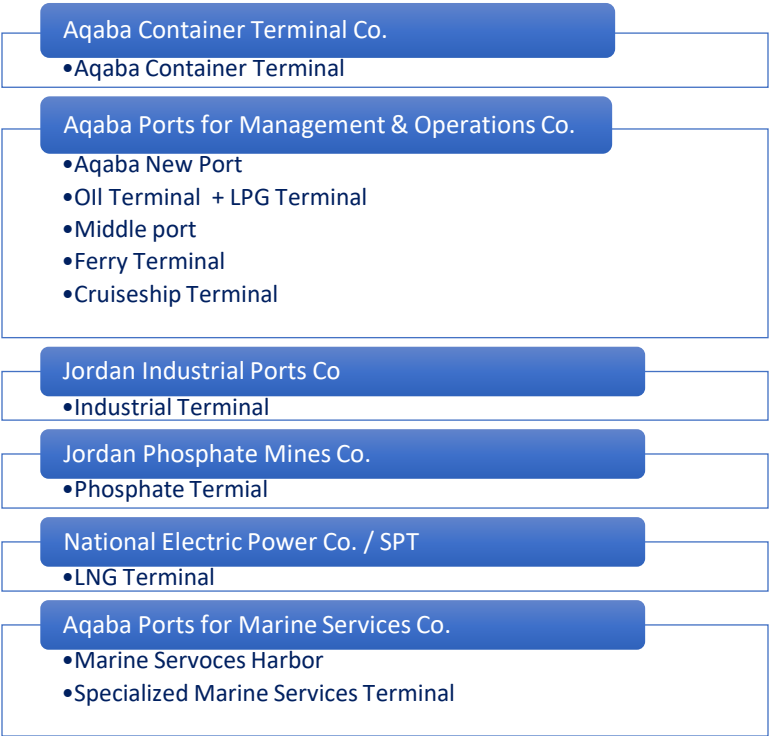 Aqaba Container Terminal Co.
•Aqaba Container Terminal
Aqaba Ports for Management & Operations Co.
•Aqaba New Port
•OIl Terminal + LPG Terminal
•Middle port
•Ferry Terminal
•Cruiseship Terminal
Jordan Industrial Ports Co
•Industrial Terminal
Jordan Phosphate Mines Co.
•Phosphate Termial
National Electric Power Co. / SPT
•LNG Terminal
Aqaba Ports for Marine Services Co.
•Marine Servoces Harbor
•Specialized Marine Services Terminal